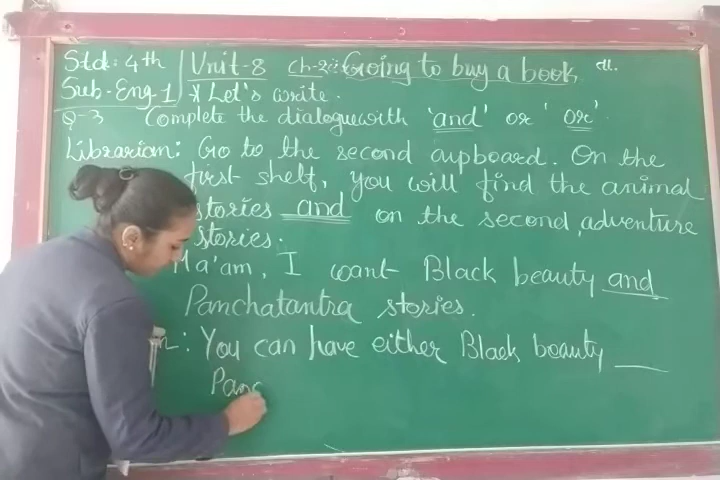 Std: 4th Unit-8 ch-2: Going to buy a book.
Sub-Eng-1 * Let's write.
Q-3 Complete the dialogue with 'and' or 'or'.
Librarian: Go to the second cupboard. On the
first shelf, you will find the animal
stories and on the second, adventure
stories.
Ma'am, I want Black beauty and
Panchatantra stories.
: You can have either Black beauty __
Panc